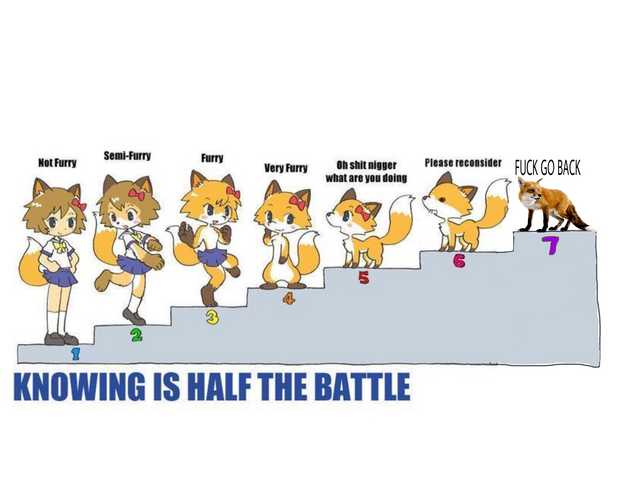 Not Furry
Semi-Furry
Furry
Very Furry
Oh shit nigger
what are you doing
Please reconsider
FUCK GO BACK
1
2
3
4
5
6
7
KNOWING IS HALF THE BATTLE